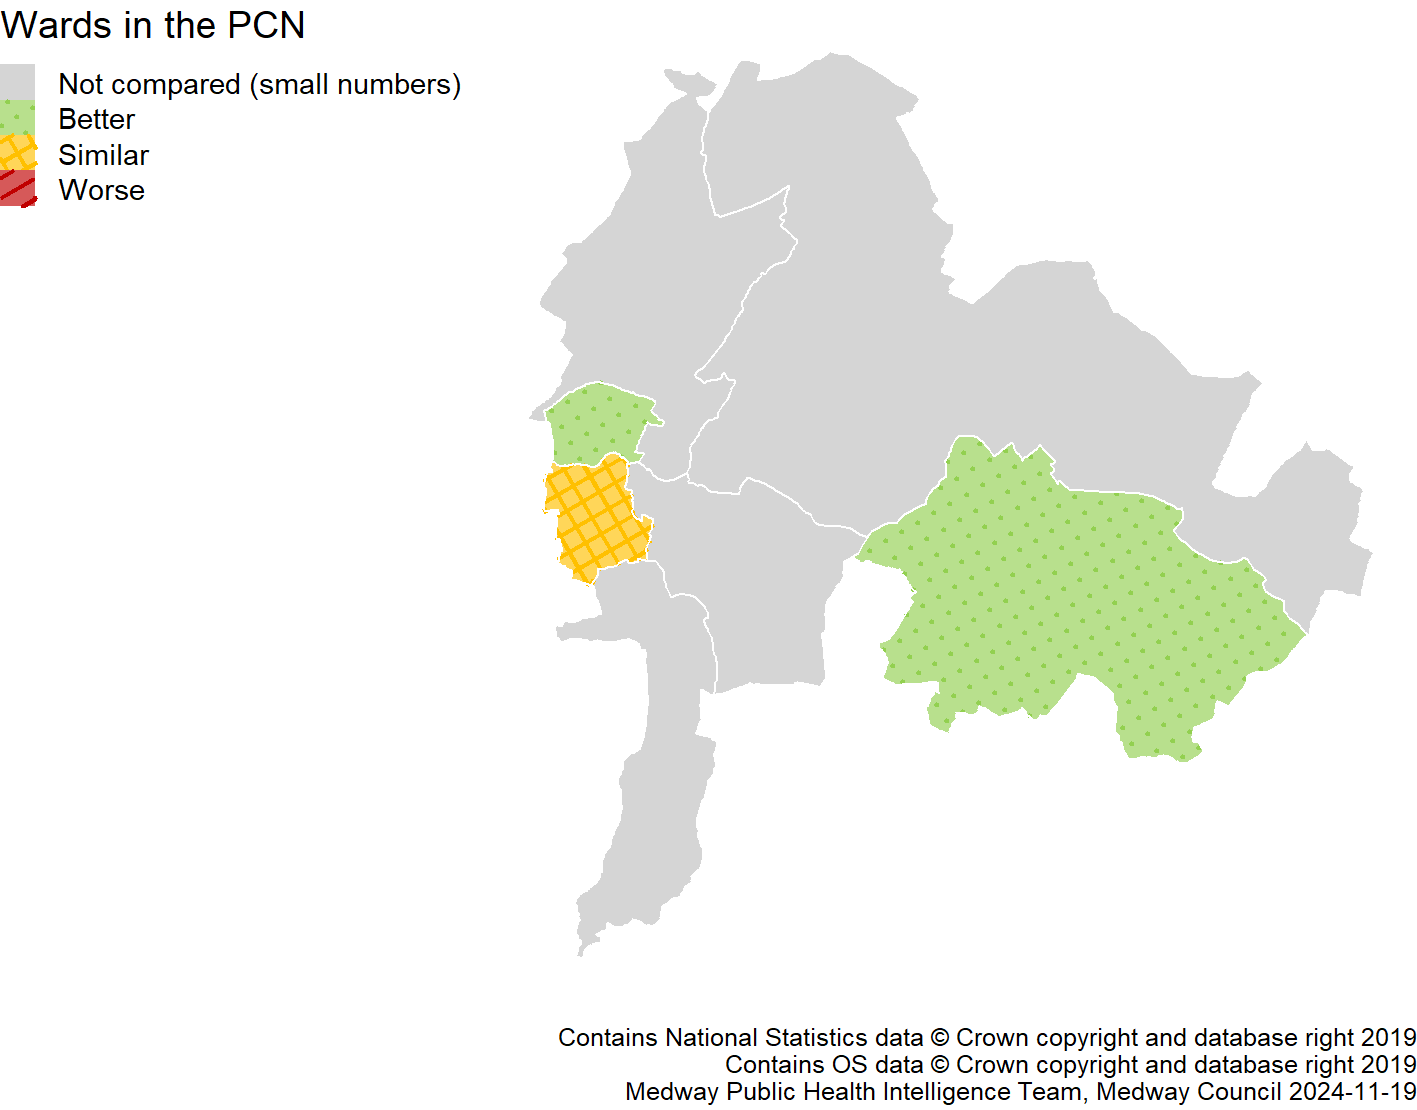 Wards in the PCN
Not compared (small numbers)
Better
Similar
Worse
Contains National Statistics data © Crown copyright and database right 2019
Contains OS data © Crown copyright and database right 2019
Medway Public Health Intelligence Team, Medway Council 2024-11-19